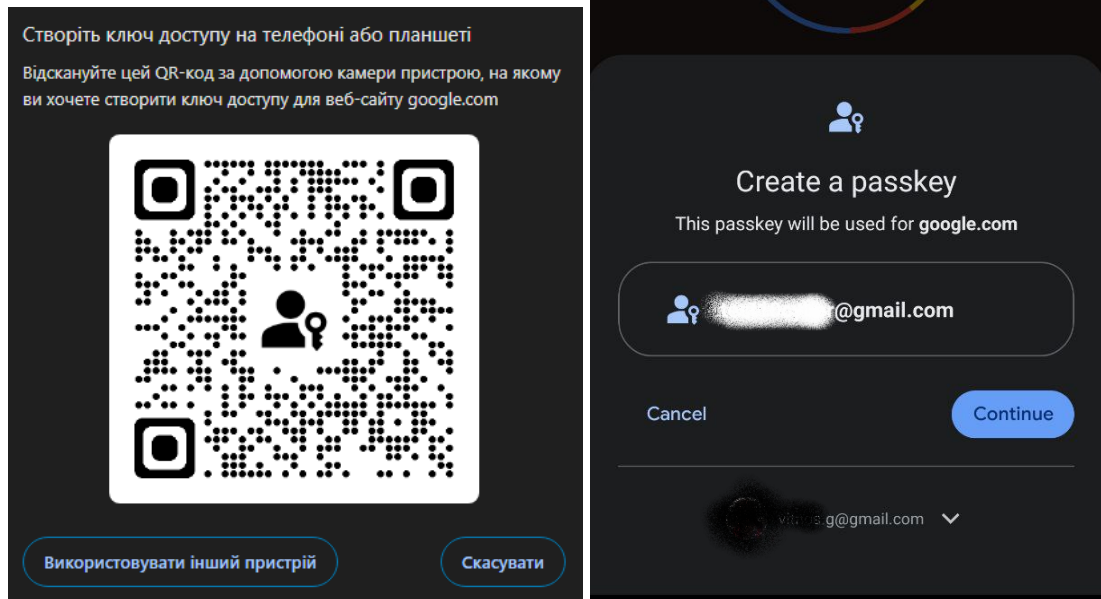 Створіть ключ доступу на телефоні або планшеті
Відскануйте цей QR-код за допомогою камери пристрою, на якому
ви хочете створити ключ доступу для веб-сайту google.com
Використовувати інший пристрій
Скасувати
Create a passkey
This passkey will be used for google.com
@gmail.com
Cancel
Continue
.g@gmail.com